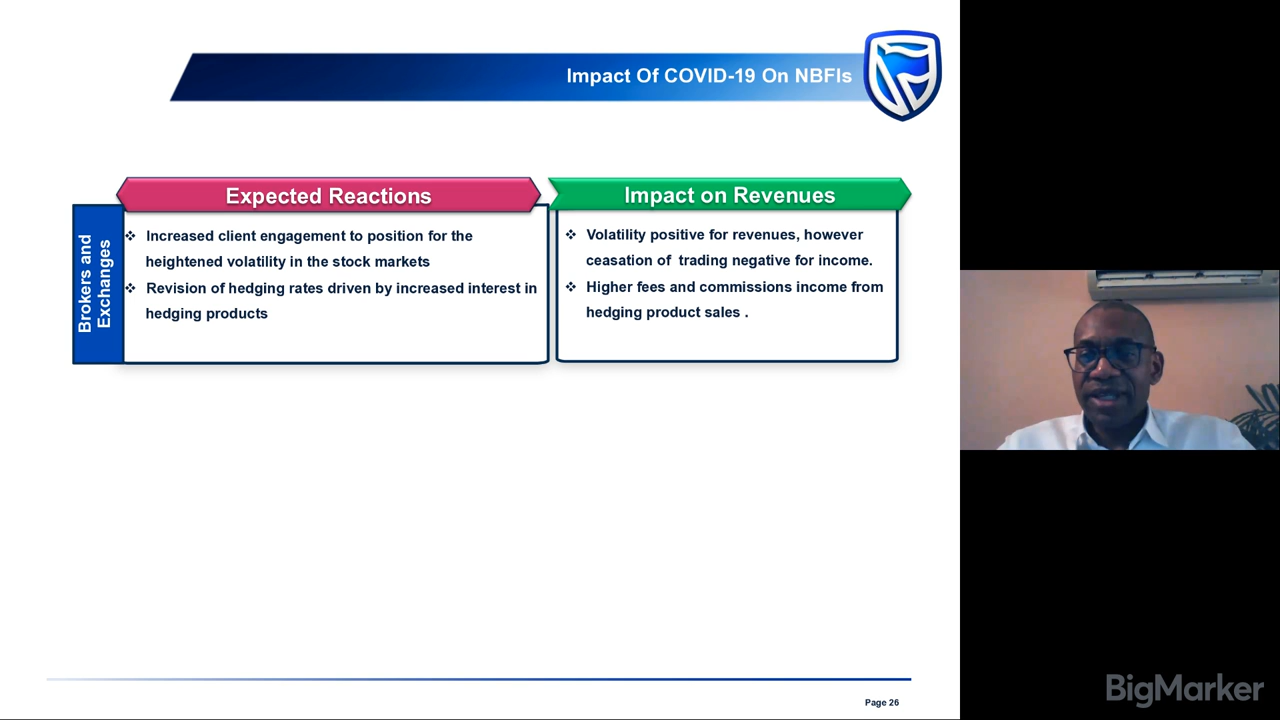 Impact Of COVID-19 On NBFIs
Expected Reactions
Impact on Revenues
Brokers and
Exchanges
❖ Increased client engagement to position for the
heightened volatility in the stock markets
❖ Revision of hedging rates driven by increased interest in
hedging products
❖ Volatility positive for revenues, however
ceasation of  trading negative for income.
❖ Higher fees and commissions income from
hedging product sales .
Page 26
BigMarker